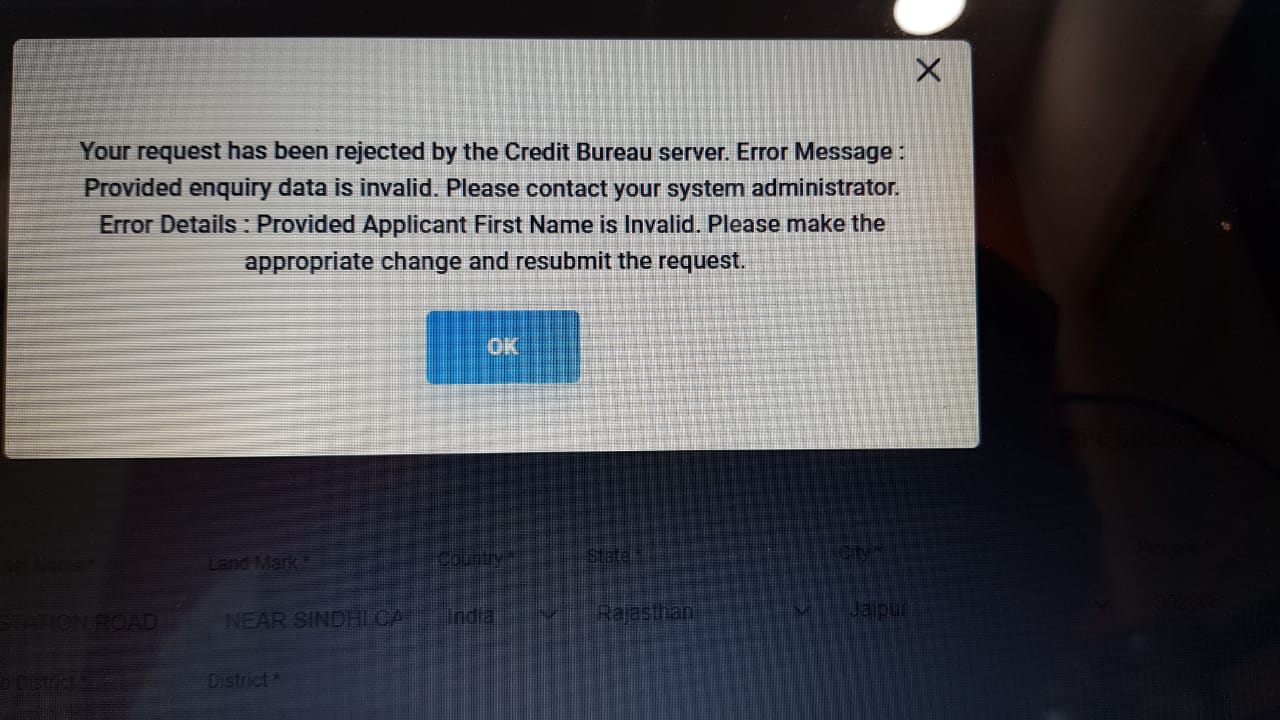 Your request has been rejected by the Credit Bureau server. Error Message :
Provided enquiry data is invalid. Please contact your system administrator.
Error Details : Provided Applicant First Name is Invalid. Please make the
appropriate change and resubmit the request.
OK
Name * Land Mark * Country * State * City * Pincode *
STATION ROAD NEAR SINDHI CA India Rajasthan Jaipur
District * District *